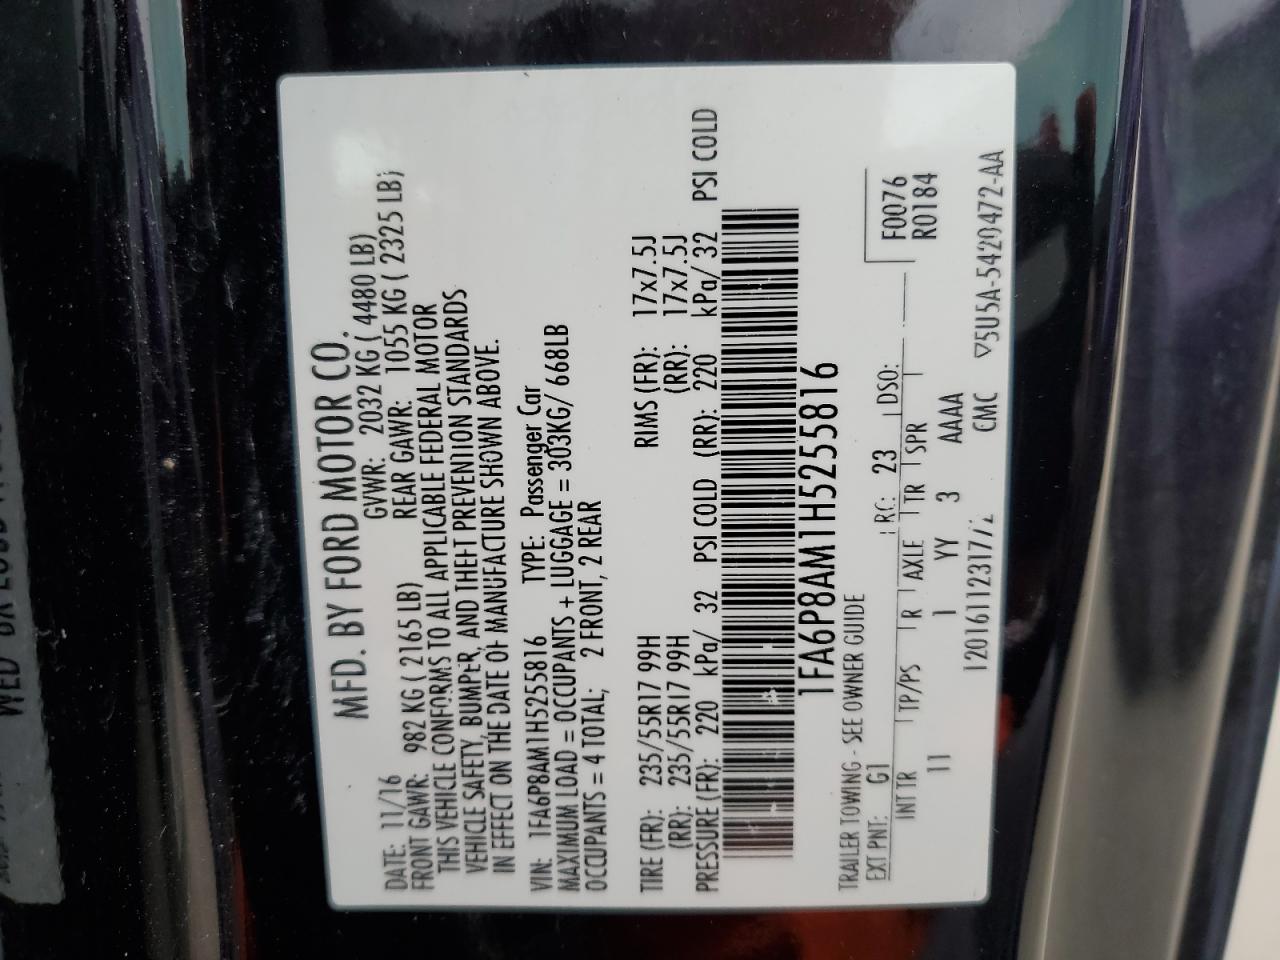 MFD. BY FORD MOTOR CO.
DATE: 11/16 GVWR: 2032 KG ( 4480 LB)
FRONT GAWR: 982 KG ( 2165 LB) REAR GAWR: 1055 KG ( 2325 LB)
THIS VEHICLE CONFORMS TO ALL APPLICABLE FEDERAL MOTOR
VEHICLE SAFETY, BUMPER, AND THEFT PREVENTION STANDARDS
IN EFFECT ON THE DATE OF MANUFACTURE SHOWN ABOVE.
VIN: 1FA6P8AM1H5255816 TYPE: Passenger Car
MAXIMUM LOAD = OCCUPANTS + LUGGAGE = 303KG/ 668LB
OCCUPANTS = 4 TOTAL; 2 FRONT, 2 REAR
TIRE (FR): 235/55R17 99H RIMS (FR): 17x7.5J
(RR): 235/55R17 99H (RR): 17x7.5J
PRESSURE (FR): 220 kPa/ 32 PSI COLD (RR): 220 kPa/ 32 PSI COLD
1FA6P8AM1H5255816
TRAILER TOWING - SEE OWNER GUIDE
EXT PNT: G1 RC: 23 DSO:
F0076
R0184
INT TR TP/PS R AXLE TR SPR
11 1 YY 3 AAAA
CMC ▽5U5A-5420472-AA